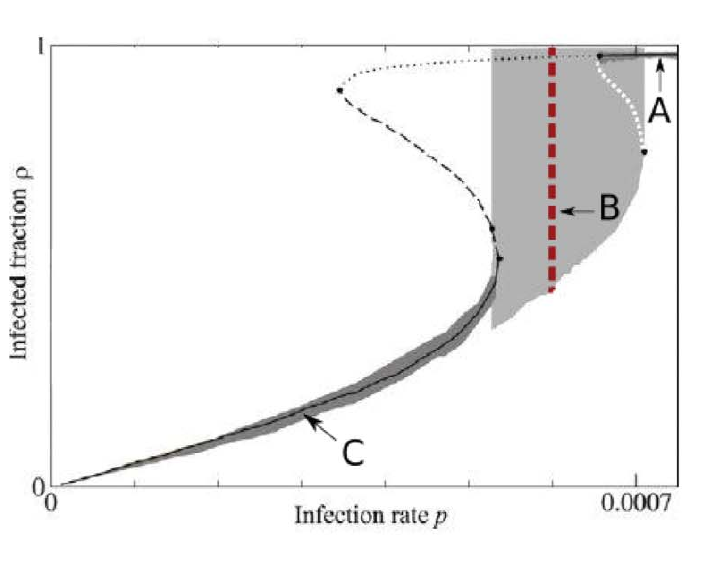 1
A
B
Infected fraction ρ
C
0
0
0.0007
Infection rate p